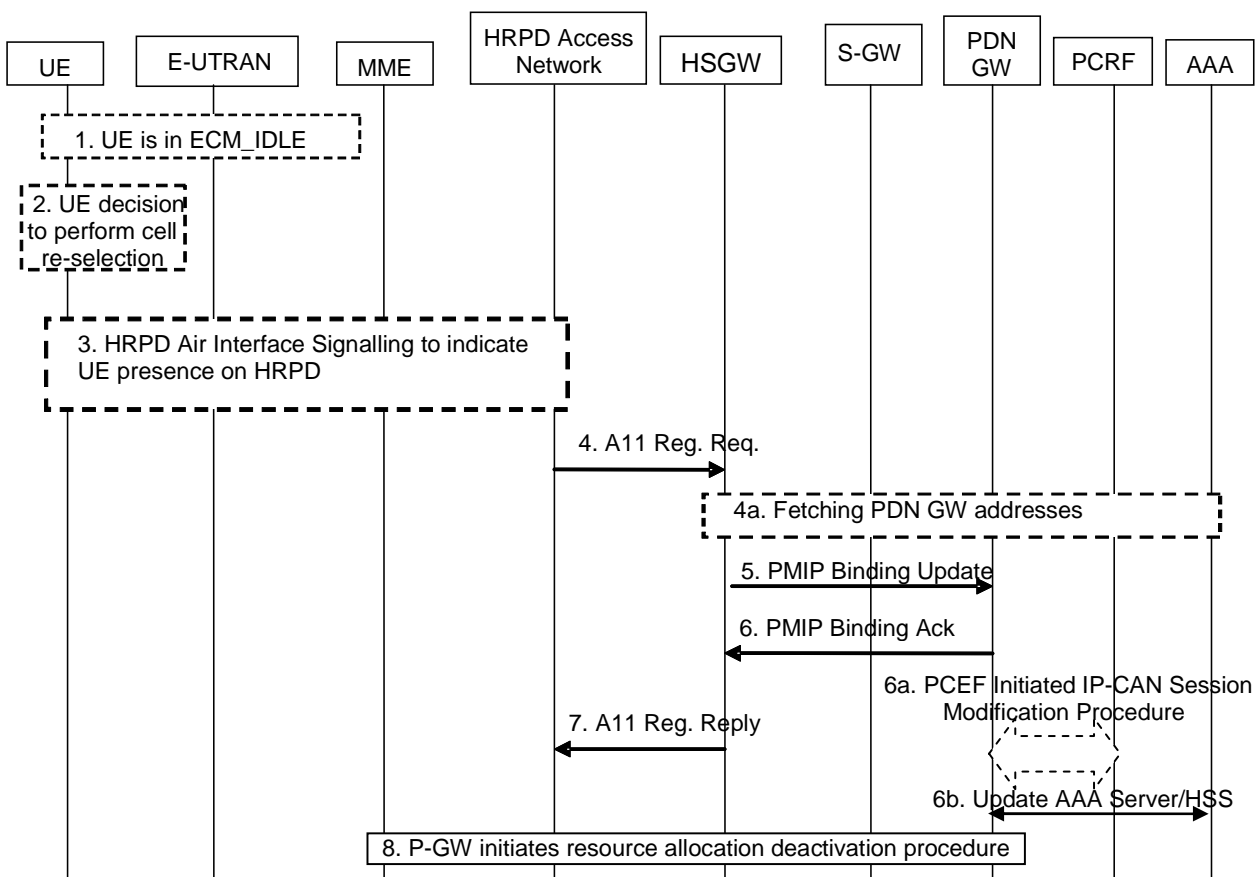 UE
E-UTRAN
MME
HRPD Access
Network
HSGW
S-GW
PDN
GW
PCRF
AAA
1. UE is in ECM_IDLE
2. UE decision
to perform cell
re-selection
3. HRPD Air Interface Signalling to indicate
UE presence on HRPD
4. A11 Reg. Req.
4a. Fetching PDN GW addresses
5. PMIP Binding Update
6. PMIP Binding Ack
6a. PCEF Initiated IP-CAN Session
Modification Procedure
7. A11 Reg. Reply
6b. Update AAA Server/HSS
8. P-GW initiates resource allocation deactivation procedure